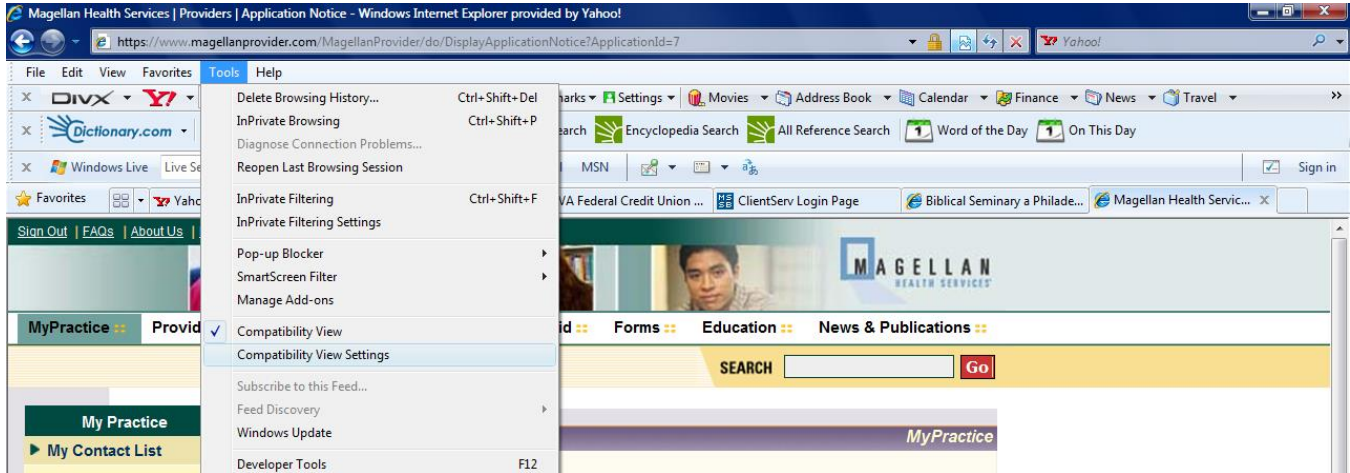 Magellan Health Services | Providers | Application Notice - Windows Internet Explorer provided by Yahoo!
https://www.magellanprovider.com/MagellanProvider/do/DisplayApplicationNotice?ApplicationId=7
Yahoo!
File Edit View Favorites Tools Help
x DIVX Y! arks Settings Movies Address Book Calendar Finance News Travel »
x Dictionary.com earch Encyclopedia Search All Reference Search Word of the Day On This Day
x Windows Live Live Se MSN Sign in
Favorites Yaho VA Federal Credit Union ... ClientServ Login Page Biblical Seminary a Philade... Magellan Health Servic... x
Delete Browsing History... Ctrl+Shift+Del
InPrivate Browsing Ctrl+Shift+P
Diagnose Connection Problems...
Reopen Last Browsing Session
InPrivate Filtering Ctrl+Shift+F
InPrivate Filtering Settings
Pop-up Blocker
SmartScreen Filter
Manage Add-ons
✓ Compatibility View
Compatibility View Settings
Subscribe to this Feed...
Feed Discovery
Windows Update
Developer Tools F12
Sign Out | FAQs | About Us |
MAGELLAN
HEALTH SERVICES
MyPractice Provid id Forms Education News & Publications
SEARCH Go
My Practice
My Contact List
MyPractice